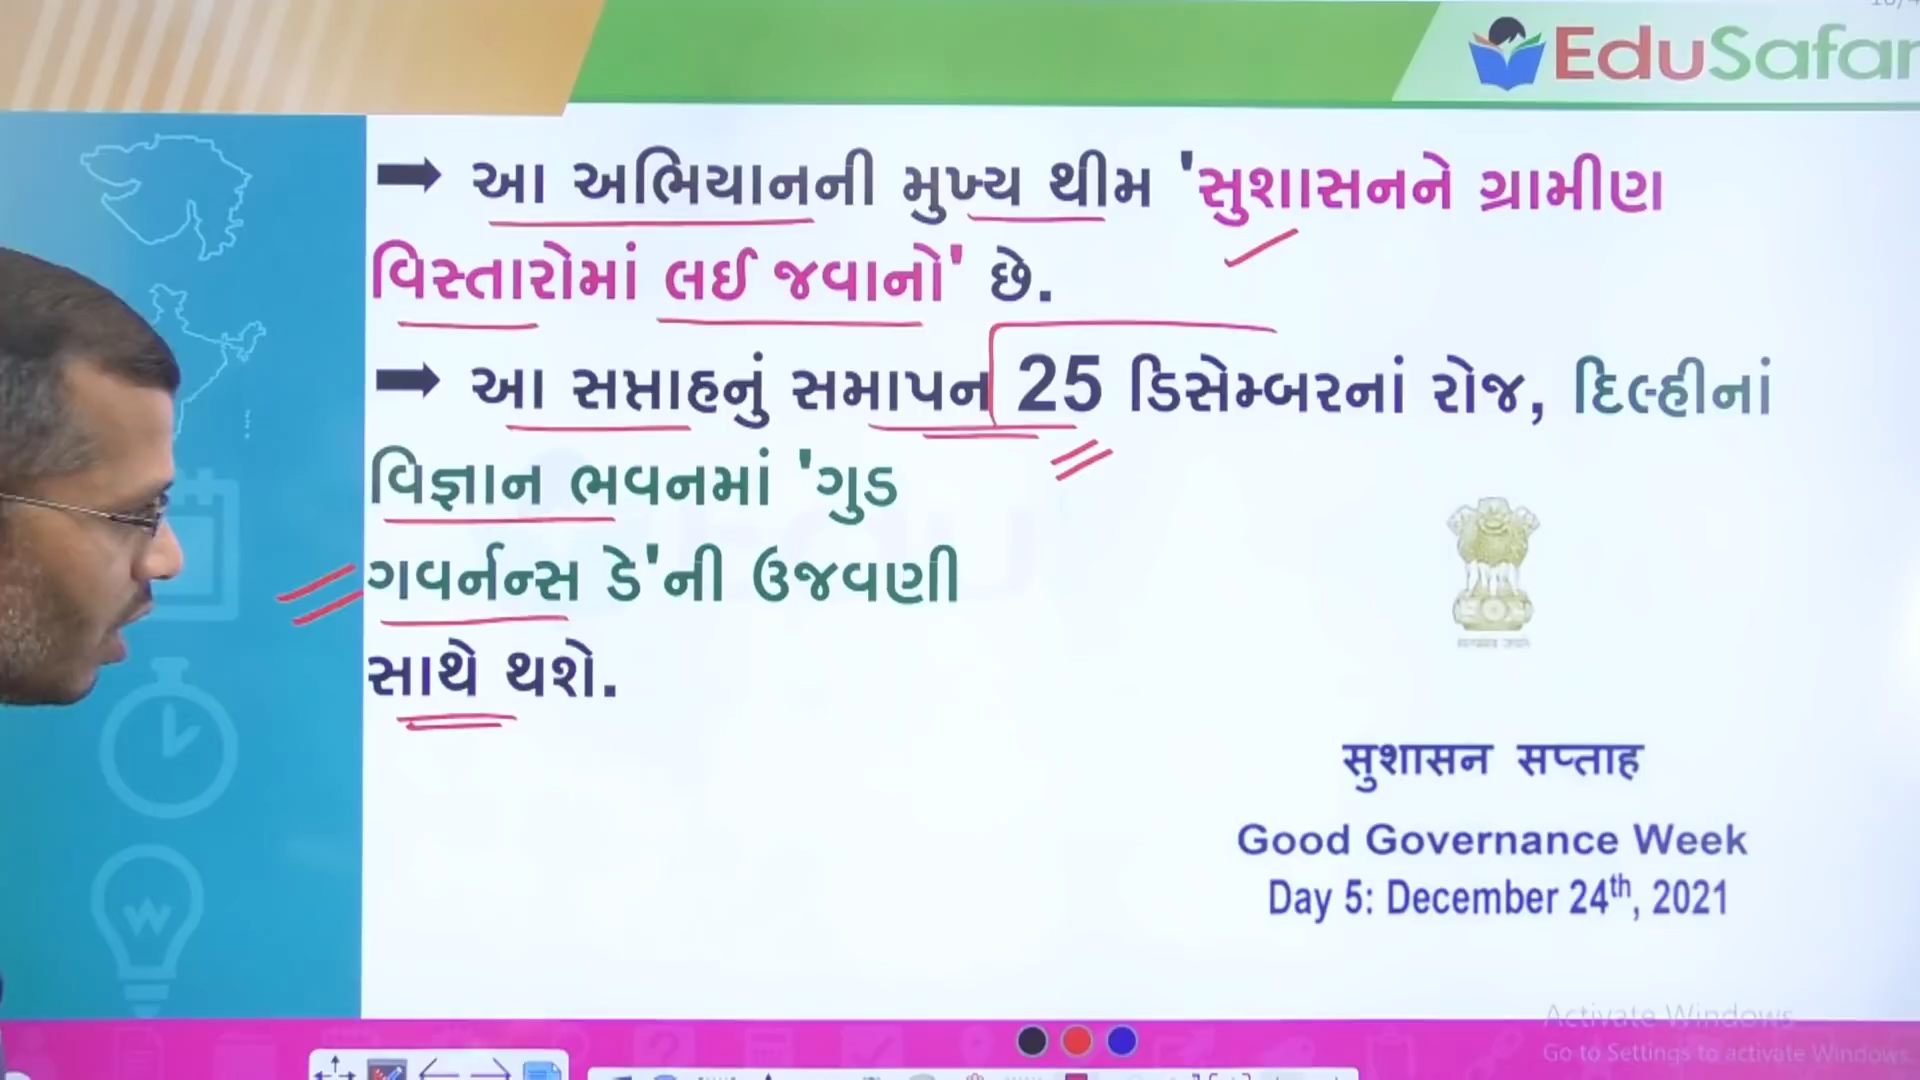 EduSafar
➡ આ અભિયાનની મુખ્ય થીમ 'સુશાસનને ગ્રામીણ
વિસ્તારોમાં લઈ જવાનો' છે.
➡ આ સપ્તાહનું સમાપન 25 ડિસેમ્બરનાં રોજ, દિલ્હીનાં
વિજ્ઞાન ભવનમાં 'ગુડ
ગવર્નન્સ ડે'ની ઉજવણી
સાથે થશે.
सुशासन सप्ताह
Good Governance Week
Day 5: December 24th, 2021
Activate Windows
Go to Settings to activate Windows.